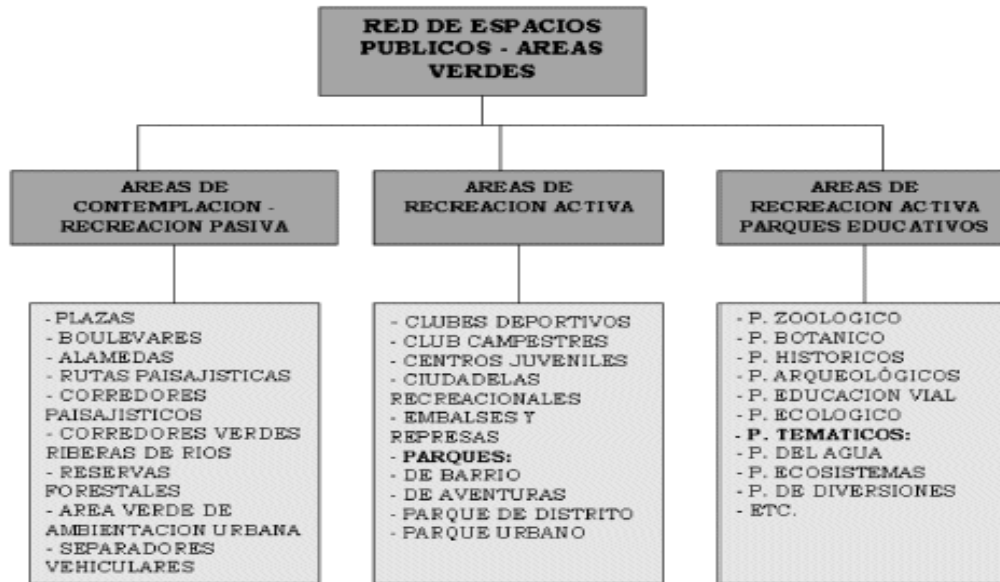 RED DE ESPACIOS
PUBLICOS - AREAS
VERDES
AREAS DE
CONTEMPLACION -
RECREACION PASIVA
AREAS DE
RECREACION ACTIVA
AREAS DE
RECREACION ACTIVA
PARQUES EDUCATIVOS
- PLAZAS
- BOULEVARES
- ALAMEDAS
- RUTAS PAISAJISTICAS
- CORREDORES
PAISAJISTICOS
- CORREDORES VERDES
RIBERAS DE RIOS
- RESERVAS
FORESTALES
- AREA VERDE DE
AMBIENTACION URBANA
- SEPARADORES
VEHICULARES
- CLUBES DEPORTIVOS
- CLUB CAMPESTRES
- CENTROS JUVENILES
- CIUDADELAS
RECREACIONALES
- EMBALSES Y
REPRESAS
- PARQUES:
- DE BARRIO
- DE AVENTURAS
- PARQUE DE DISTRITO
- PARQUE URBANO
- P. ZOOLOGICO
- P. BOTANICO
- P. HISTORICOS
- P. ARQUEOLÓGICOS
- P. EDUCACION VIAL
- P. ECOLOGICO
- P. TEMATICOS:
- P. DEL AGUA
- P. ECOSISTEMAS
- P. DE DIVERSIONES
- ETC.